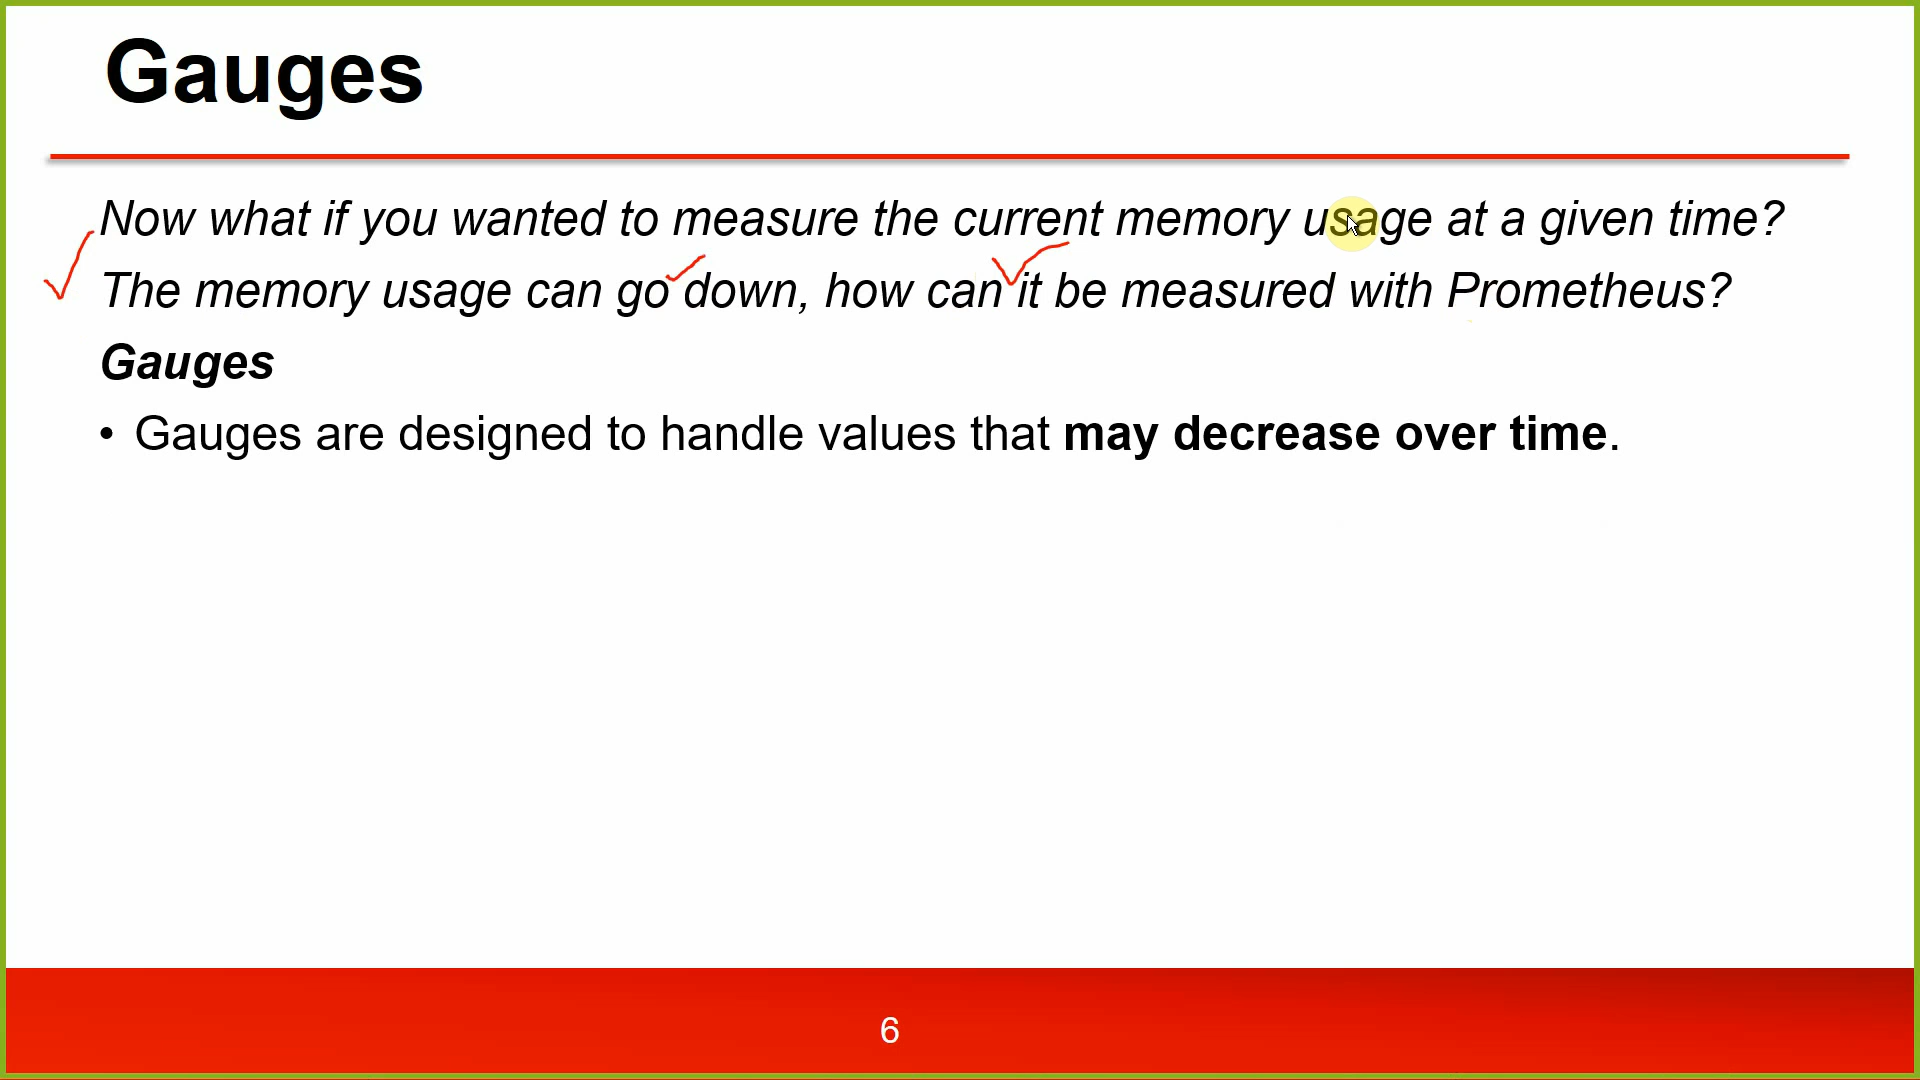 Gauges
Now what if you wanted to measure the current memory usage at a given time?
The memory usage can go down, how can it be measured with Prometheus?
Gauges
• Gauges are designed to handle values that may decrease over time.
6